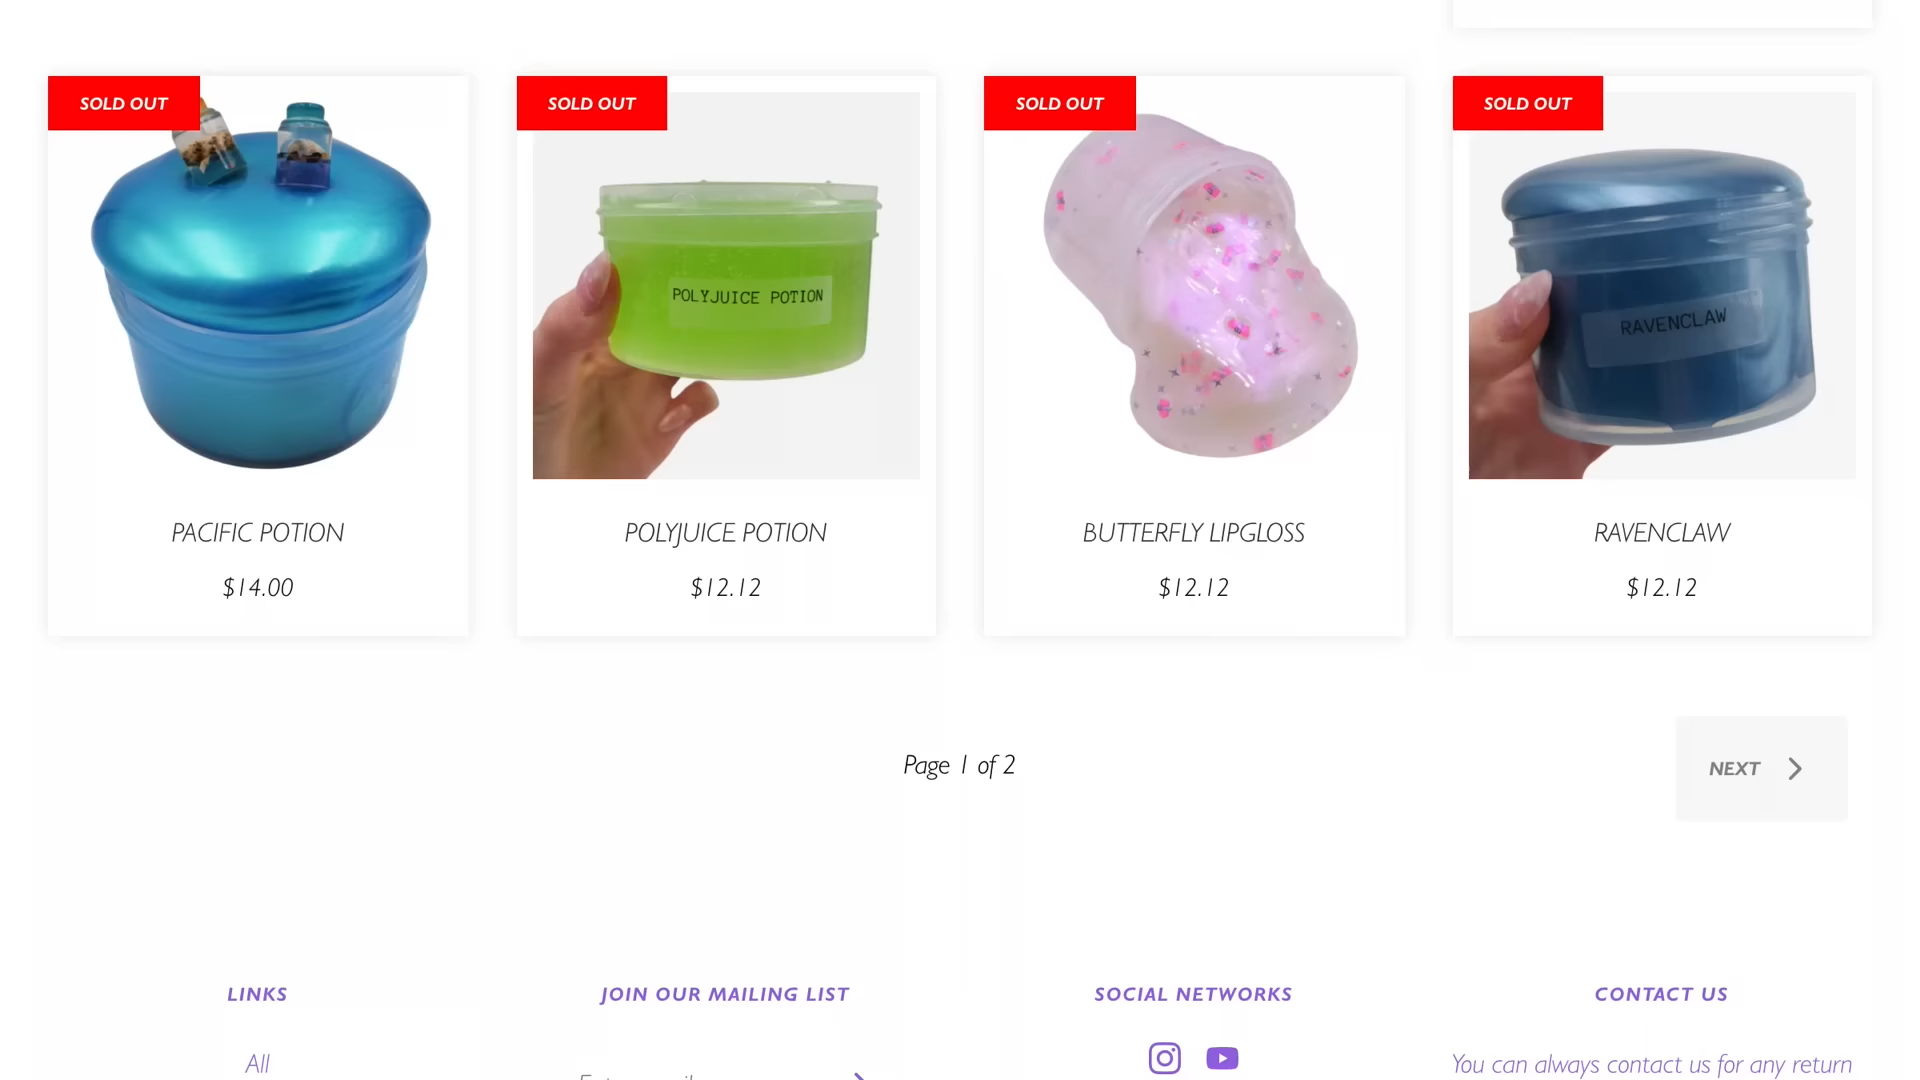 SOLD OUT
SOLD OUT
SOLD OUT
SOLD OUT
POLYJUICE POTION
RAVENCLAW
PACIFIC POTION
POLYJUICE POTION
BUTTERFLY LIPGLOSS
RAVENCLAW
$14.00
$12.12
$12.12
$12.12
Page 1 of 2
NEXT
LINKS
JOIN OUR MAILING LIST
SOCIAL NETWORKS
CONTACT US
All
You can always contact us for any return